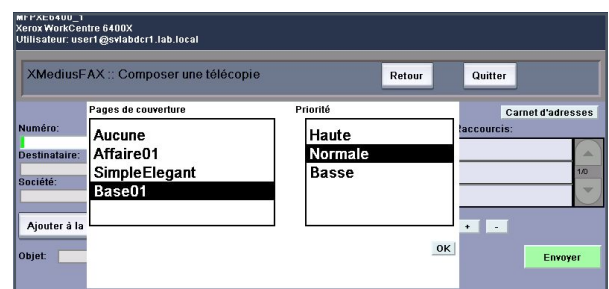 MFPXE6400_1
Xerox WorkCentre 6400X
Utilisateur: user1@svlabdcr1.lab.local
XMediusFAX :: Composer une télécopie
Retour
Quitter
Carnet d'adresses
Pages de couverture
Priorité
Numéro:
Raccourcis:
Aucune
Haute
Destinataire:
Affaire01
Normale
SimpleElegant
Basse
1/0
Société:
Base01
Ajouter à la
+
-
OK
Objet:
Envoyer